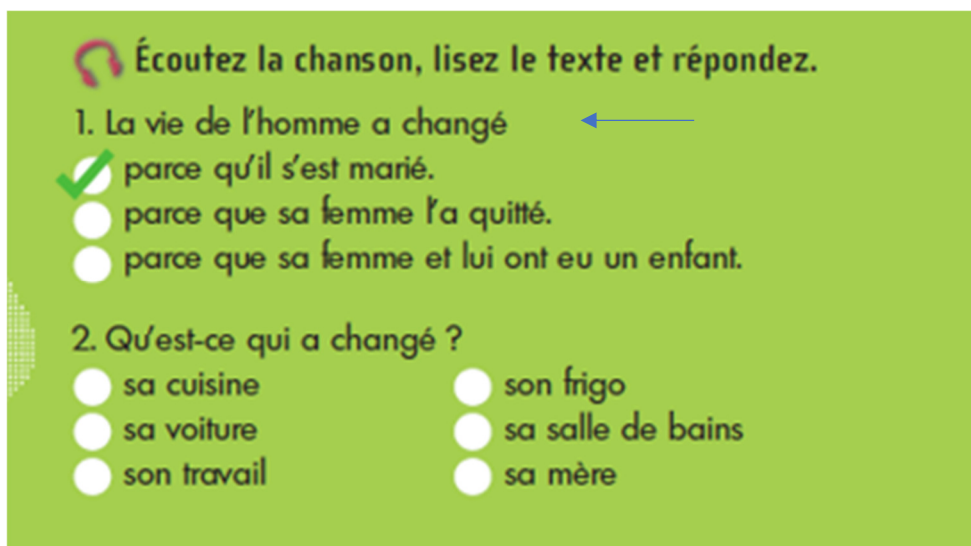 Écoutez la chanson, lisez le texte et répondez.
1. La vie de l'homme a changé
parce qu'il s'est marié.
parce que sa femme l'a quitté.
parce que sa femme et lui ont eu un enfant.
2. Qu'est-ce qui a changé ?
sa cuisine
sa voiture
son travail
son frigo
sa salle de bains
sa mère